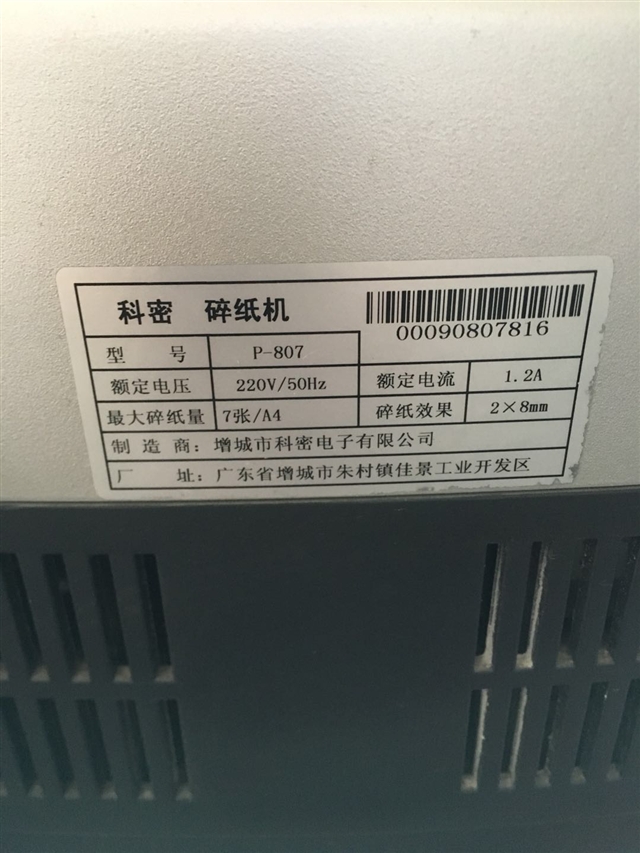 科密 碎纸机
00090807816
型 号 P-807
额定电压 220V/50Hz 额定电流 1.2A
最大碎纸量 7张/A4 碎纸效果 2×8mm
制 造 商：增城市科密电子有限公司
厂 址：广东省增城市朱村镇佳景工业开发区